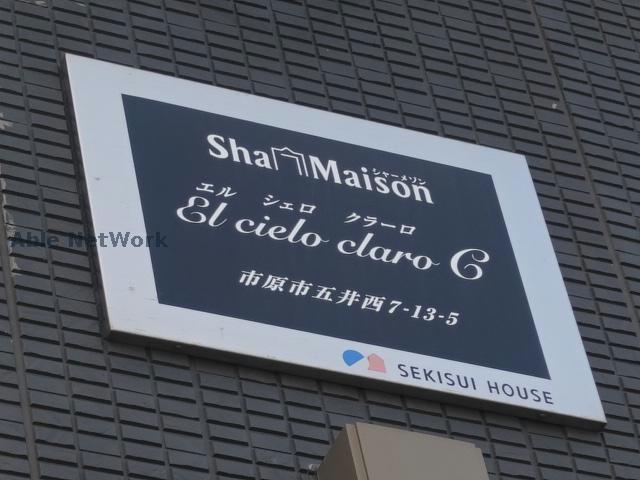 Sha Maison
シャーメゾン
エル シェロ クラーロ
El cielo claro C
市原市五井西7-13-5
SEKISUI HOUSE
Able NetWork